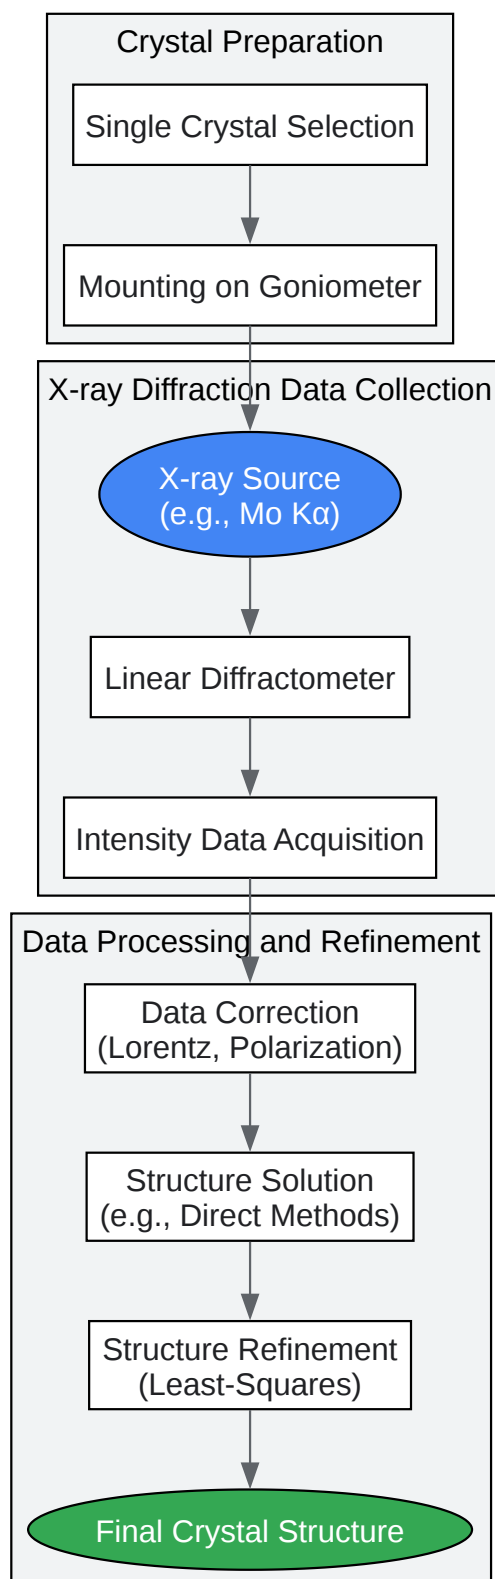 Crystal Preparation
Single Crystal Selection
Mounting on Goniometer
X-ray Diffraction Data Collection
X-ray Source
(e.g., Mo Kα)
Linear Diffractometer
Intensity Data Acquisition
Data Processing and Refinement
Data Correction
(Lorentz, Polarization)
Structure Solution
(e.g., Direct Methods)
Structure Refinement
(Least-Squares)
Final Crystal Structure